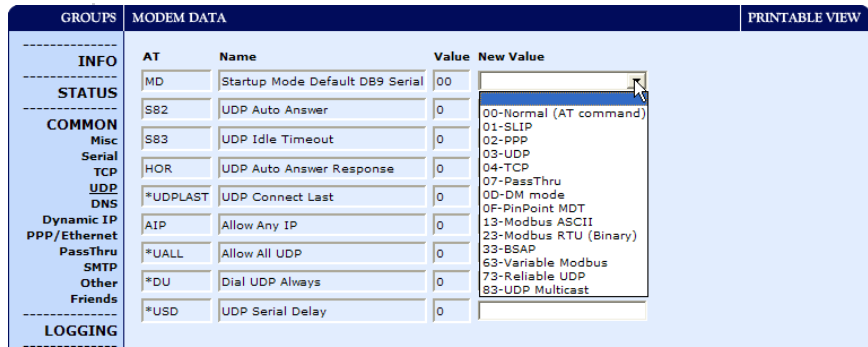 GROUPS MODEM DATA PRINTABLE VIEW
INFO
STATUS
COMMON
Misc
Serial
TCP
UDP
DNS
Dynamic IP
PPP/Ethernet
PassThru
SMTP
Other
Friends
LOGGING
AT Name Value New Value
MD Startup Mode Default DB9 Serial 00
S82 UDP Auto Answer 0
S83 UDP Idle Timeout 0
HOR UDP Auto Answer Response 0
*UDPLAST UDP Connect Last 0
AIP Allow Any IP 0
*UALL Allow All UDP 0
*DU Dial UDP Always 0
*USD UDP Serial Delay 0
00-Normal (AT command)
01-SLIP
02-PPP
03-UDP
04-TCP
07-PassThru
0D-DM mode
0F-PinPoint MDT
13-Modbus ASCII
23-Modbus RTU (Binary)
33-BSAP
63-Variable Modbus
73-Reliable UDP
83-UDP Multicast